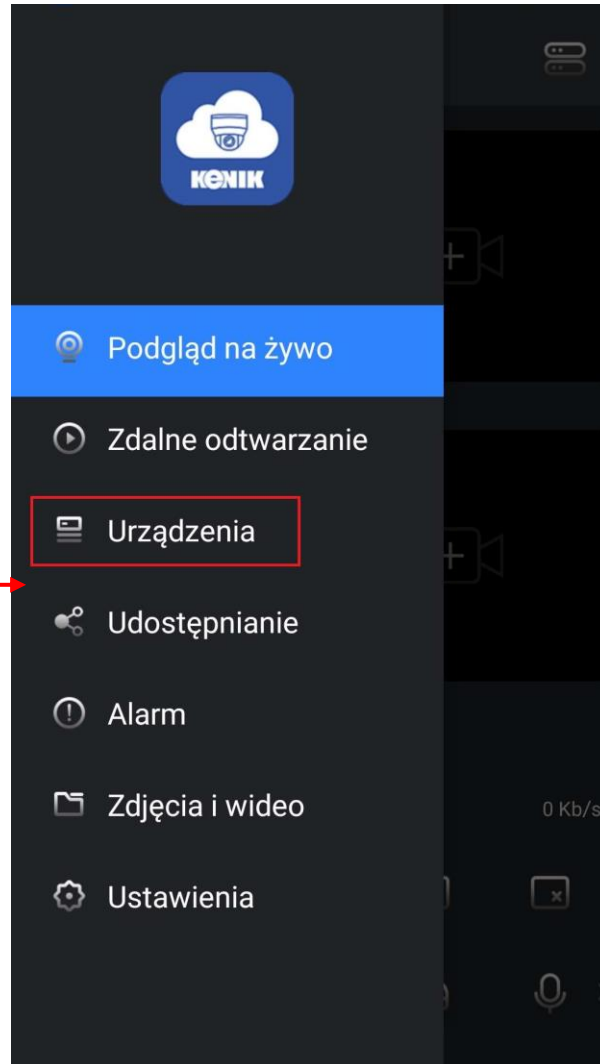 KENIK
Podgląd na żywo
Zdalne odtwarzanie
Urządzenia
Udostępnianie
Alarm
Zdjęcia i wideo
0 Kb/s
Ustawienia